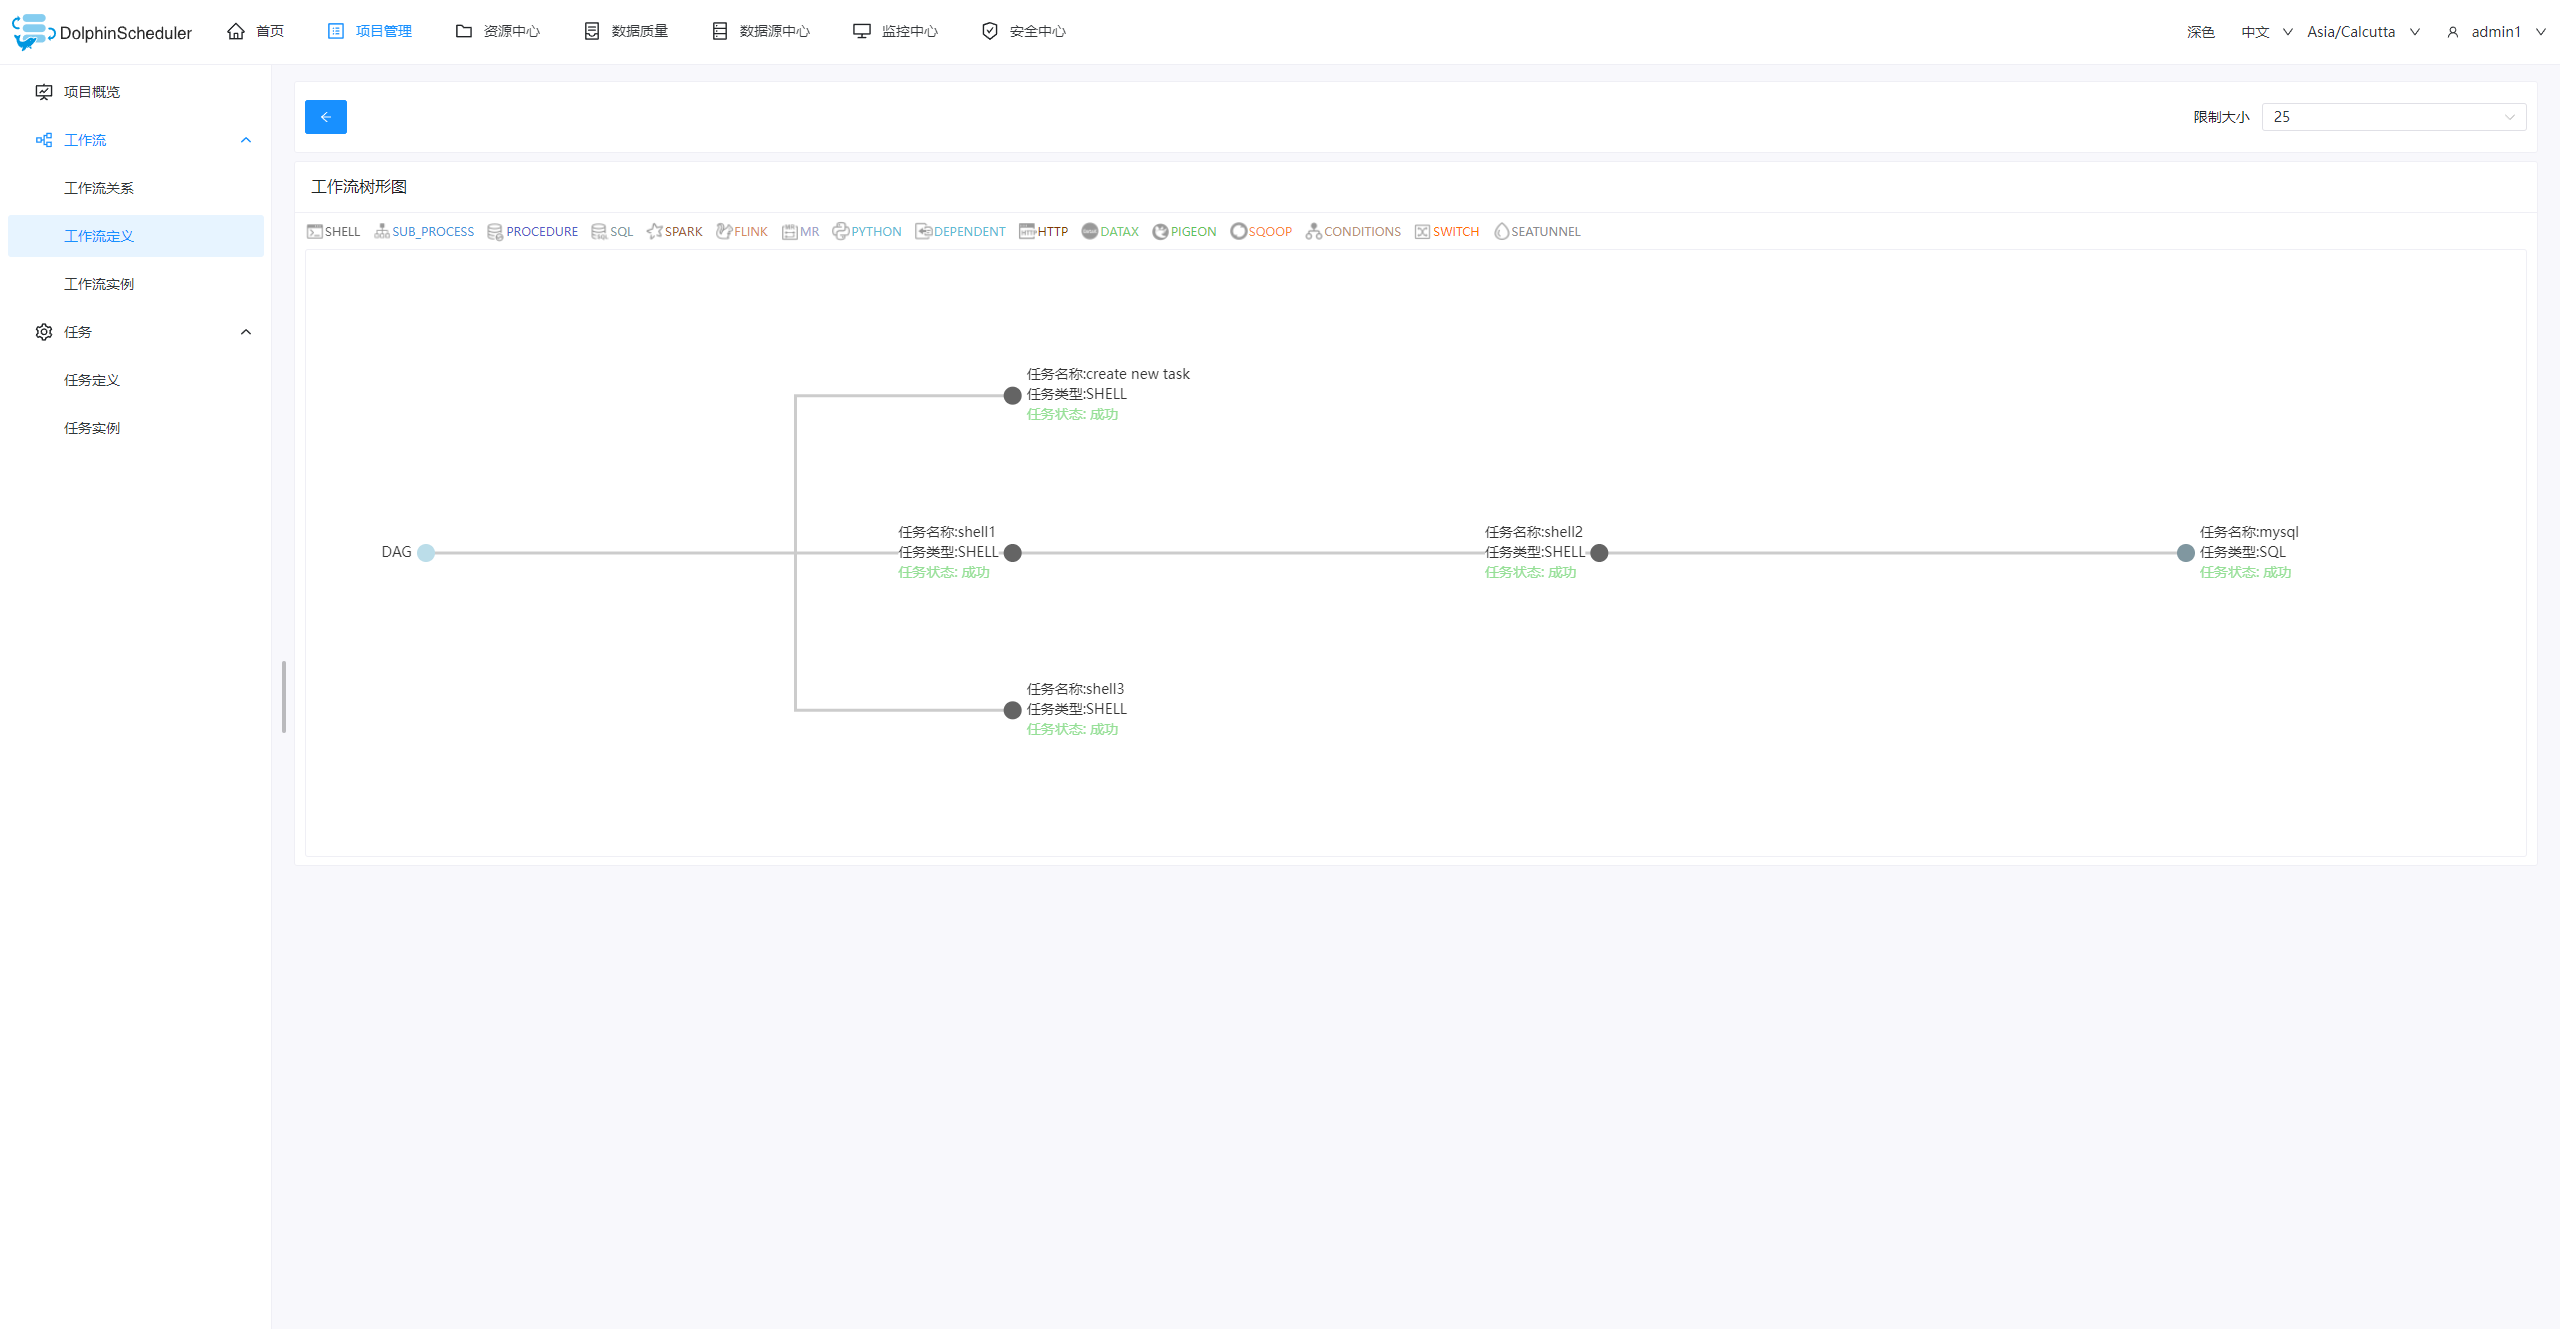 DolphinScheduler 首页 项目管理 资源中心 数据质量 数据源中心 监控中心 安全中心 深色 中文 Asia/Calcutta admin1
项目概览
工作流
工作流关系
工作流定义
工作流实例
任务
任务定义
任务实例
限制大小 25
工作流树形图
SHELL SUB_PROCESS PROCEDURE SQL SPARK FLINK MR PYTHON DEPENDENT HTTP DATAX PIGEON SQOOP CONDITIONS SWITCH SEATUNNEL
任务名称:create new task
任务类型:SHELL
任务状态: 成功
DAG
任务名称:shell1
任务类型:SHELL
任务状态: 成功
任务名称:shell2
任务类型:SHELL
任务状态: 成功
任务名称:mysql
任务类型:SQL
任务状态: 成功
任务名称:shell3
任务类型:SHELL
任务状态: 成功